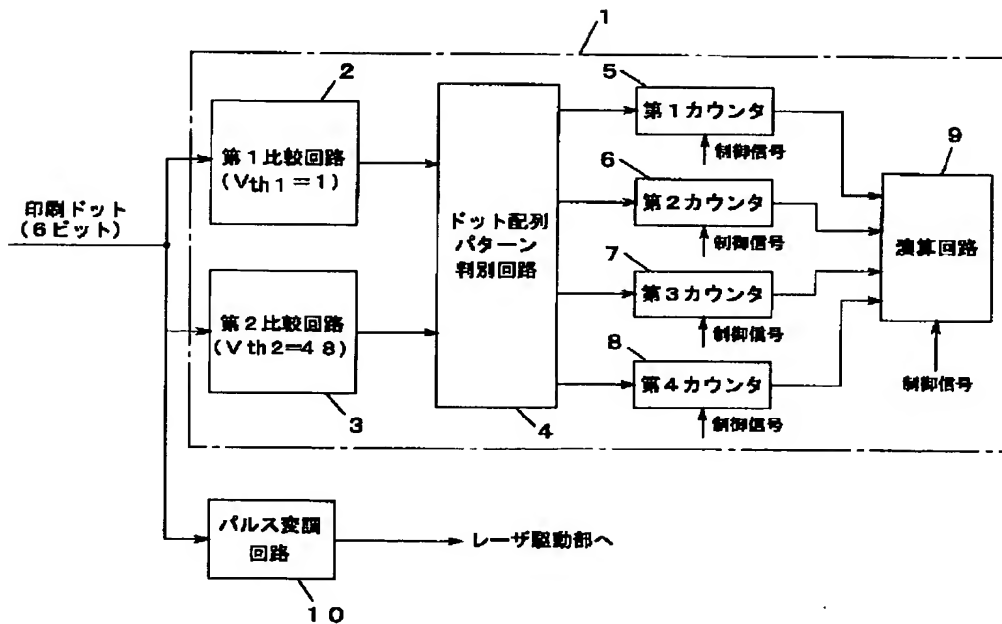 1
2
第1比較回路
(Vth1=1)
印刷ドット
(6ビット)
第2比較回路
(Vth2=48)
3
ドット配列
パターン
判別回路
4
5
第1カウンタ
制御信号
6
第2カウンタ
制御信号
7
第3カウンタ
制御信号
8
第4カウンタ
制御信号
9
演算回路
制御信号
パルス変調
回路
10
レーザ駆動部へ